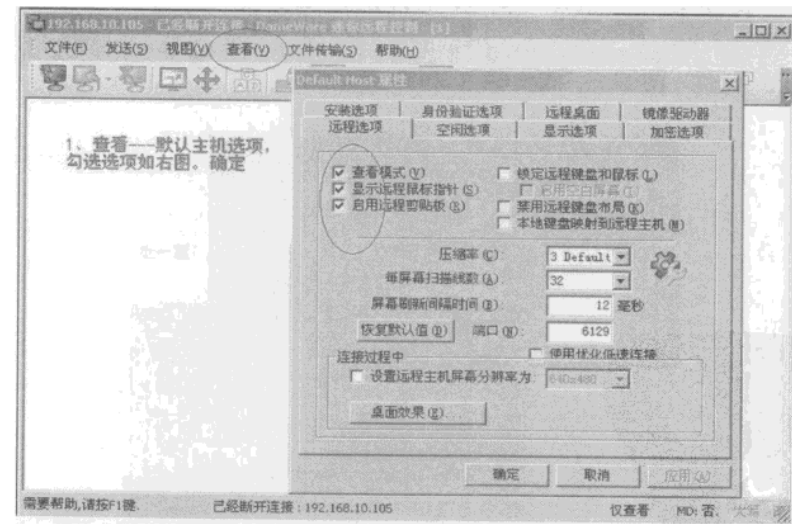 192.168.10.105 - 已经断开连接 - DameWare 迷你远程控制 [1]
文件(F) 发送(S) 视图(V) 查看(V) 文件传输(S) 帮助(H)
Default Host 属性
1、查看---默认主机选项,
勾选选项如右图。确定
安装选项 身份验证选项 远程桌面 镜像驱动器
远程选项 空闲选项 显示选项 加密选项
查看模式(V) 锁定远程键盘和鼠标(L)
显示远程鼠标指针(S) 启用空白屏幕(T)
启用远程剪贴板(R) 禁用远程键盘布局(K)
本地键盘映射到远程主机(M)
压缩率(C): 3 Default
每屏幕扫描线数(A): 32
屏幕刷新间隔时间(I): 12 毫秒
恢复默认值(D) 端口(N): 6129
使用优化低速连接
连接过程中
设置远程主机屏幕分辨率为: 640x480
桌面效果(E)
确定 取消 应用(A)
需要帮助,请按F1键. 已经断开连接: 192.168.10.105 仅查看 MD: 否, 大写